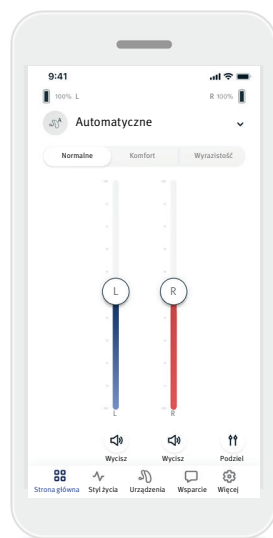 9:41
100% L R 100%
A
Automatyczne
Normalne Komfort Wyrazistość
L R
L R
Wycisz Wycisz Podziel
Strona główna Styl życia Urządzenia Wsparcie Więcej